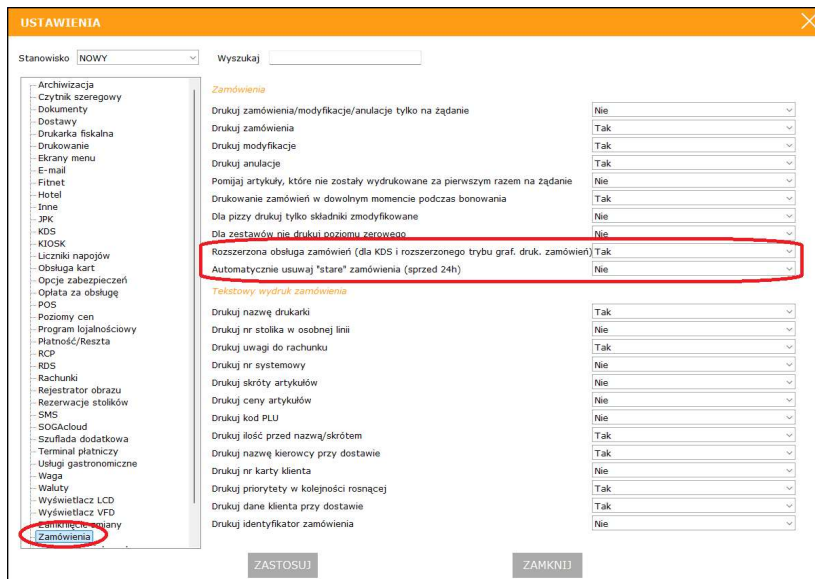 USTAWIENIA
Stanowisko NOWY Wyszukaj
Archiwizacja
Czytnik szeregowy
Dokumenty
Dostawy
Drukarka fiskalna
Drukowanie
Ekrany menu
E-mail
Fitnet
Hotel
Inne
JPK
KDS
KIOSK
Liczniki napojów
Obsługa kart
Opcje zabezpieczeń
Opłata za obsługę
POS
Poziomy cen
Program lojalnościowy
Płatność/Reszta
RCP
RDS
Rachunki
Rejestrator obrazu
Rezerwacje stolików
SMS
SOGAcloud
Szuflada dodatkowa
Terminal płatniczy
Usługi gastronomiczne
Waga
Waluty
Wyświetlacz LCD
Wyświetlacz VFD
Zamknięcie zmiany
Zamówienia
Zamówienia
Drukuj zamówienia/modyfikacje/anulacje tylko na żądanie Nie
Drukuj zamówienia Tak
Drukuj modyfikacje Tak
Drukuj anulacje Tak
Pomijaj artykuły, które nie zostały wydrukowane za pierwszym razem na żądanie Nie
Drukowanie zamówień w dowolnym momencie podczas bonowania Tak
Dla pizzy drukuj tylko składniki zmodyfikowane Nie
Dla zestawów nie drukuj poziomu zerowego Nie
Rozszerzona obsługa zamówień (dla KDS i rozszerzonego trybu graf. druk. zamówień) Tak
Automatycznie usuwaj "stare" zamówienia (sprzed 24h) Nie
Tekstowy wydruk zamówienia
Drukuj nazwę drukarki Tak
Drukuj nr stolika w osobnej linii Nie
Drukuj uwagi do rachunku Tak
Drukuj nr systemowy Nie
Drukuj skróty artykułów Nie
Drukuj ceny artykułów Nie
Drukuj kod PLU Nie
Drukuj ilość przed nazwą/skrótem Tak
Drukuj nazwę kierowcy przy dostawie Tak
Drukuj nr karty klienta Nie
Drukuj priorytety w kolejności rosnącej Tak
Drukuj dane klienta przy dostawie Tak
Drukuj identyfikator zamówienia Nie
ZASTOSUJ ZAMKNIJ